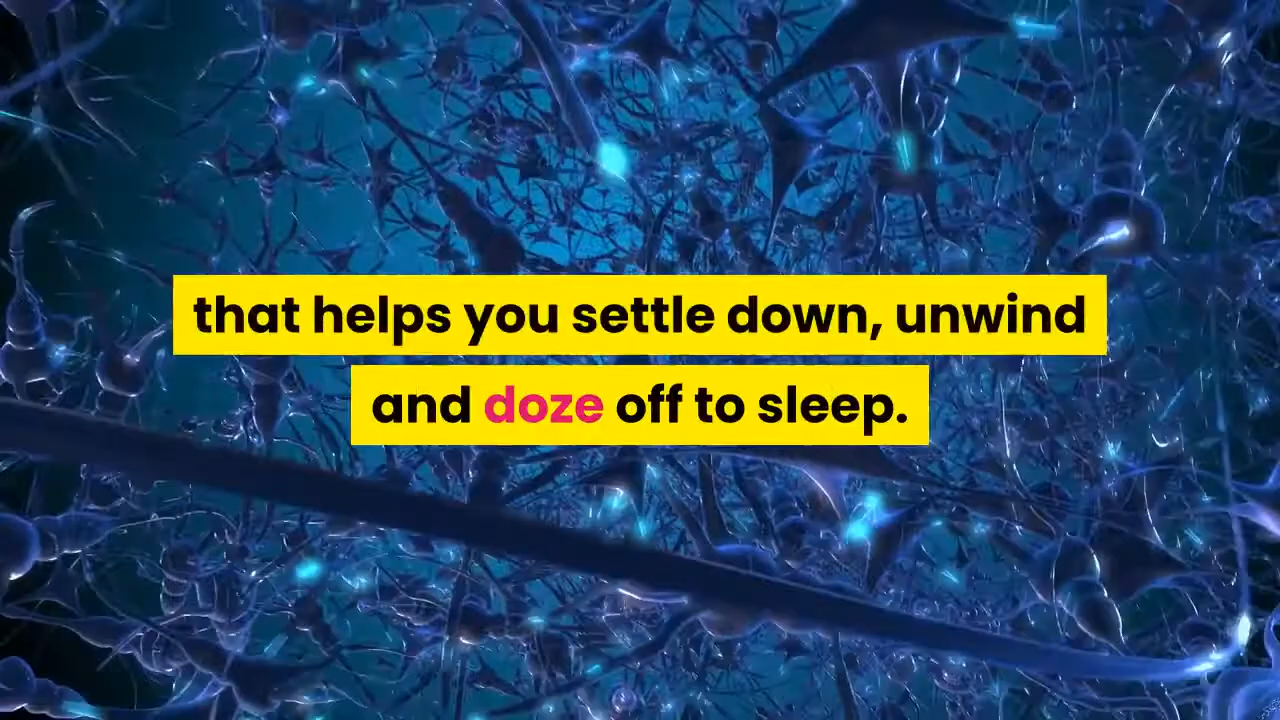 that helps you settle down, unwind
and doze off to sleep.